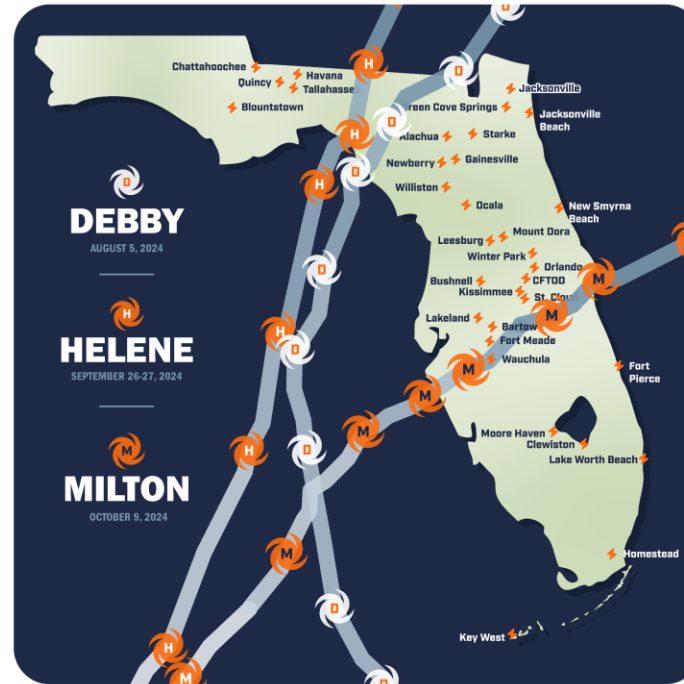 D
DEBBY
AUGUST 5, 2024
H
HELENE
SEPTEMBER 26-27, 2024
M
MILTON
OCTOBER 9, 2024
Chattahoochee
Havana
Quincy
Tallahassee
Blountstown
Jacksonville
Green Cove Springs
Jacksonville
Beach
Alachua
Starke
Newberry
Gainesville
Williston
Ocala
New Smyrna
Beach
Mount Dora
Leesburg
Winter Park
Orlando
Bushnell
CFTOD
Kissimmee
St. Cloud
Lakeland
Bartow
Fort Meade
Wauchula
Fort
Pierce
Moore Haven
Clewiston
Lake Worth Beach
Homestead
Key West
H
H
H
H
H
H
D
D
D
D
D
D
D
D
D
M
M
M
M
M
M
M
M